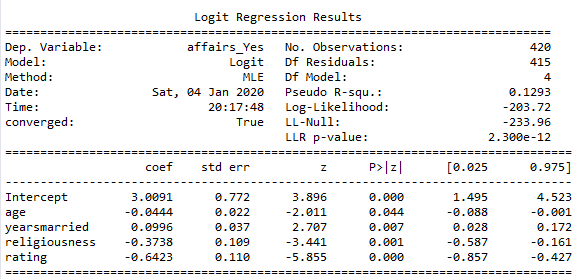 Logit Regression Results
==============================================================================
Dep. Variable: affairs_Yes No. Observations: 420
Model: Logit Df Residuals: 415
Method: MLE Df Model: 4
Date: Sat, 04 Jan 2020 Pseudo R-squ.: 0.1293
Time: 20:17:48 Log-Likelihood: -203.72
converged: True LL-Null: -233.96
LLR p-value: 2.300e-12
=================================================================================
coef std err z P>|z| [0.025 0.975]
---------------------------------------------------------------------------------
Intercept 3.0091 0.772 3.896 0.000 1.495 4.523
age -0.0444 0.022 -2.011 0.044 -0.088 -0.001
yearsmarried 0.0996 0.037 2.707 0.007 0.028 0.172
religiousness -0.3738 0.109 -3.441 0.001 -0.587 -0.161
rating -0.6423 0.110 -5.855 0.000 -0.857 -0.427
=================================================================================